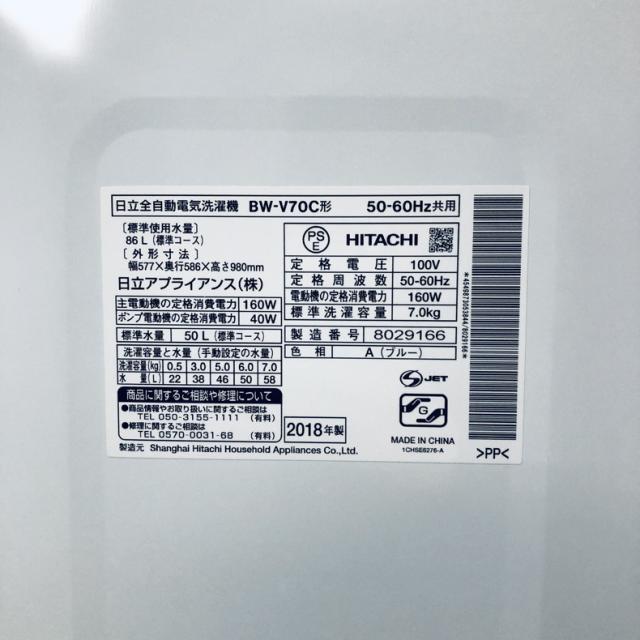 日立全自動電気洗濯機 BW-V70C形 50-60Hz共用
〔標準使用水量〕
86L(標準コース)
〔外形寸法〕
幅577×奥行586×高さ980mm
日立アプライアンス(株)
主電動機の定格消費電力 160W
ポンプ電動機の定格消費電力 40W
標準水量 50L(標準コース)
洗濯容量と水量(手動設定の水量)
洗濯容量(kg) 0.5 3.0 5.0 6.0 7.0
水量(L) 22 38 46 50 58
商品に関するご相談や修理について
●商品情報やお取り扱いに関するご相談は
TEL 050-3155-1111 (有料)
●修理に関するご相談は
TEL 0570-0031-68 (有料)
製造元 Shanghai Hitachi Household Appliances Co.,Ltd.
PSE HITACHI
定格電圧 100V
定格周波数 50-60Hz
電動機の定格消費電力 160W
標準洗濯容量 7.0kg
製造番号 8029166
色相 A(ブルー)
S JET
G
2018年製
MADE IN CHINA
1CHSE6276-A
*4549873053844/8029166*
>PP<